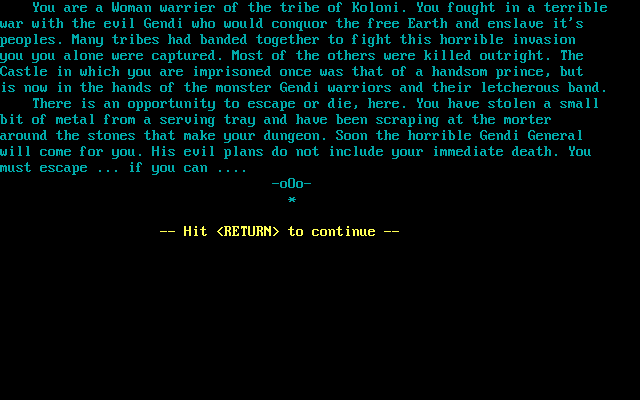 You are a Woman warrier of the tribe of Koloni. You fought in a terrible
war with the evil Gendi who would conquor the free Earth and enslave it's
peoples. Many tribes had banded together to fight this horrible invasion
you you alone were captured. Most of the others were killed outright. The
Castle in which you are imprisoned once was that of a handsom prince, but
is now in the hands of the monster Gendi warriors and their letcherous band.
There is an opportunity to escape or die, here. You have stolen a small
bit of metal from a serving tray and have been scraping at the morter
around the stones that make your dungeon. Soon the horrible Gendi General
will come for you. His evil plans do not include your immediate death. You
must escape ... if you can ....
-oOo-
*
-- Hit <RETURN> to continue --